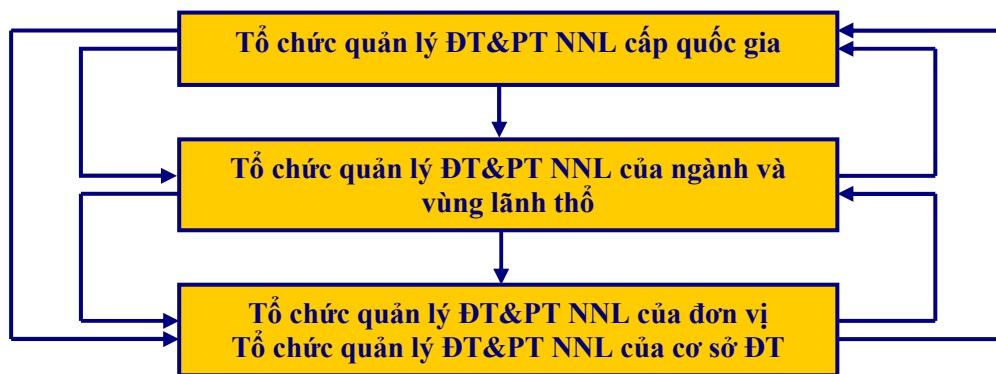 Tổ chức quản lý ĐT&PT NNL cấp quốc gia
Tổ chức quản lý ĐT&PT NNL của ngành và
vùng lãnh thổ
Tổ chức quản lý ĐT&PT NNL của đơn vị
Tổ chức quản lý ĐT&PT NNL của cơ sở ĐT